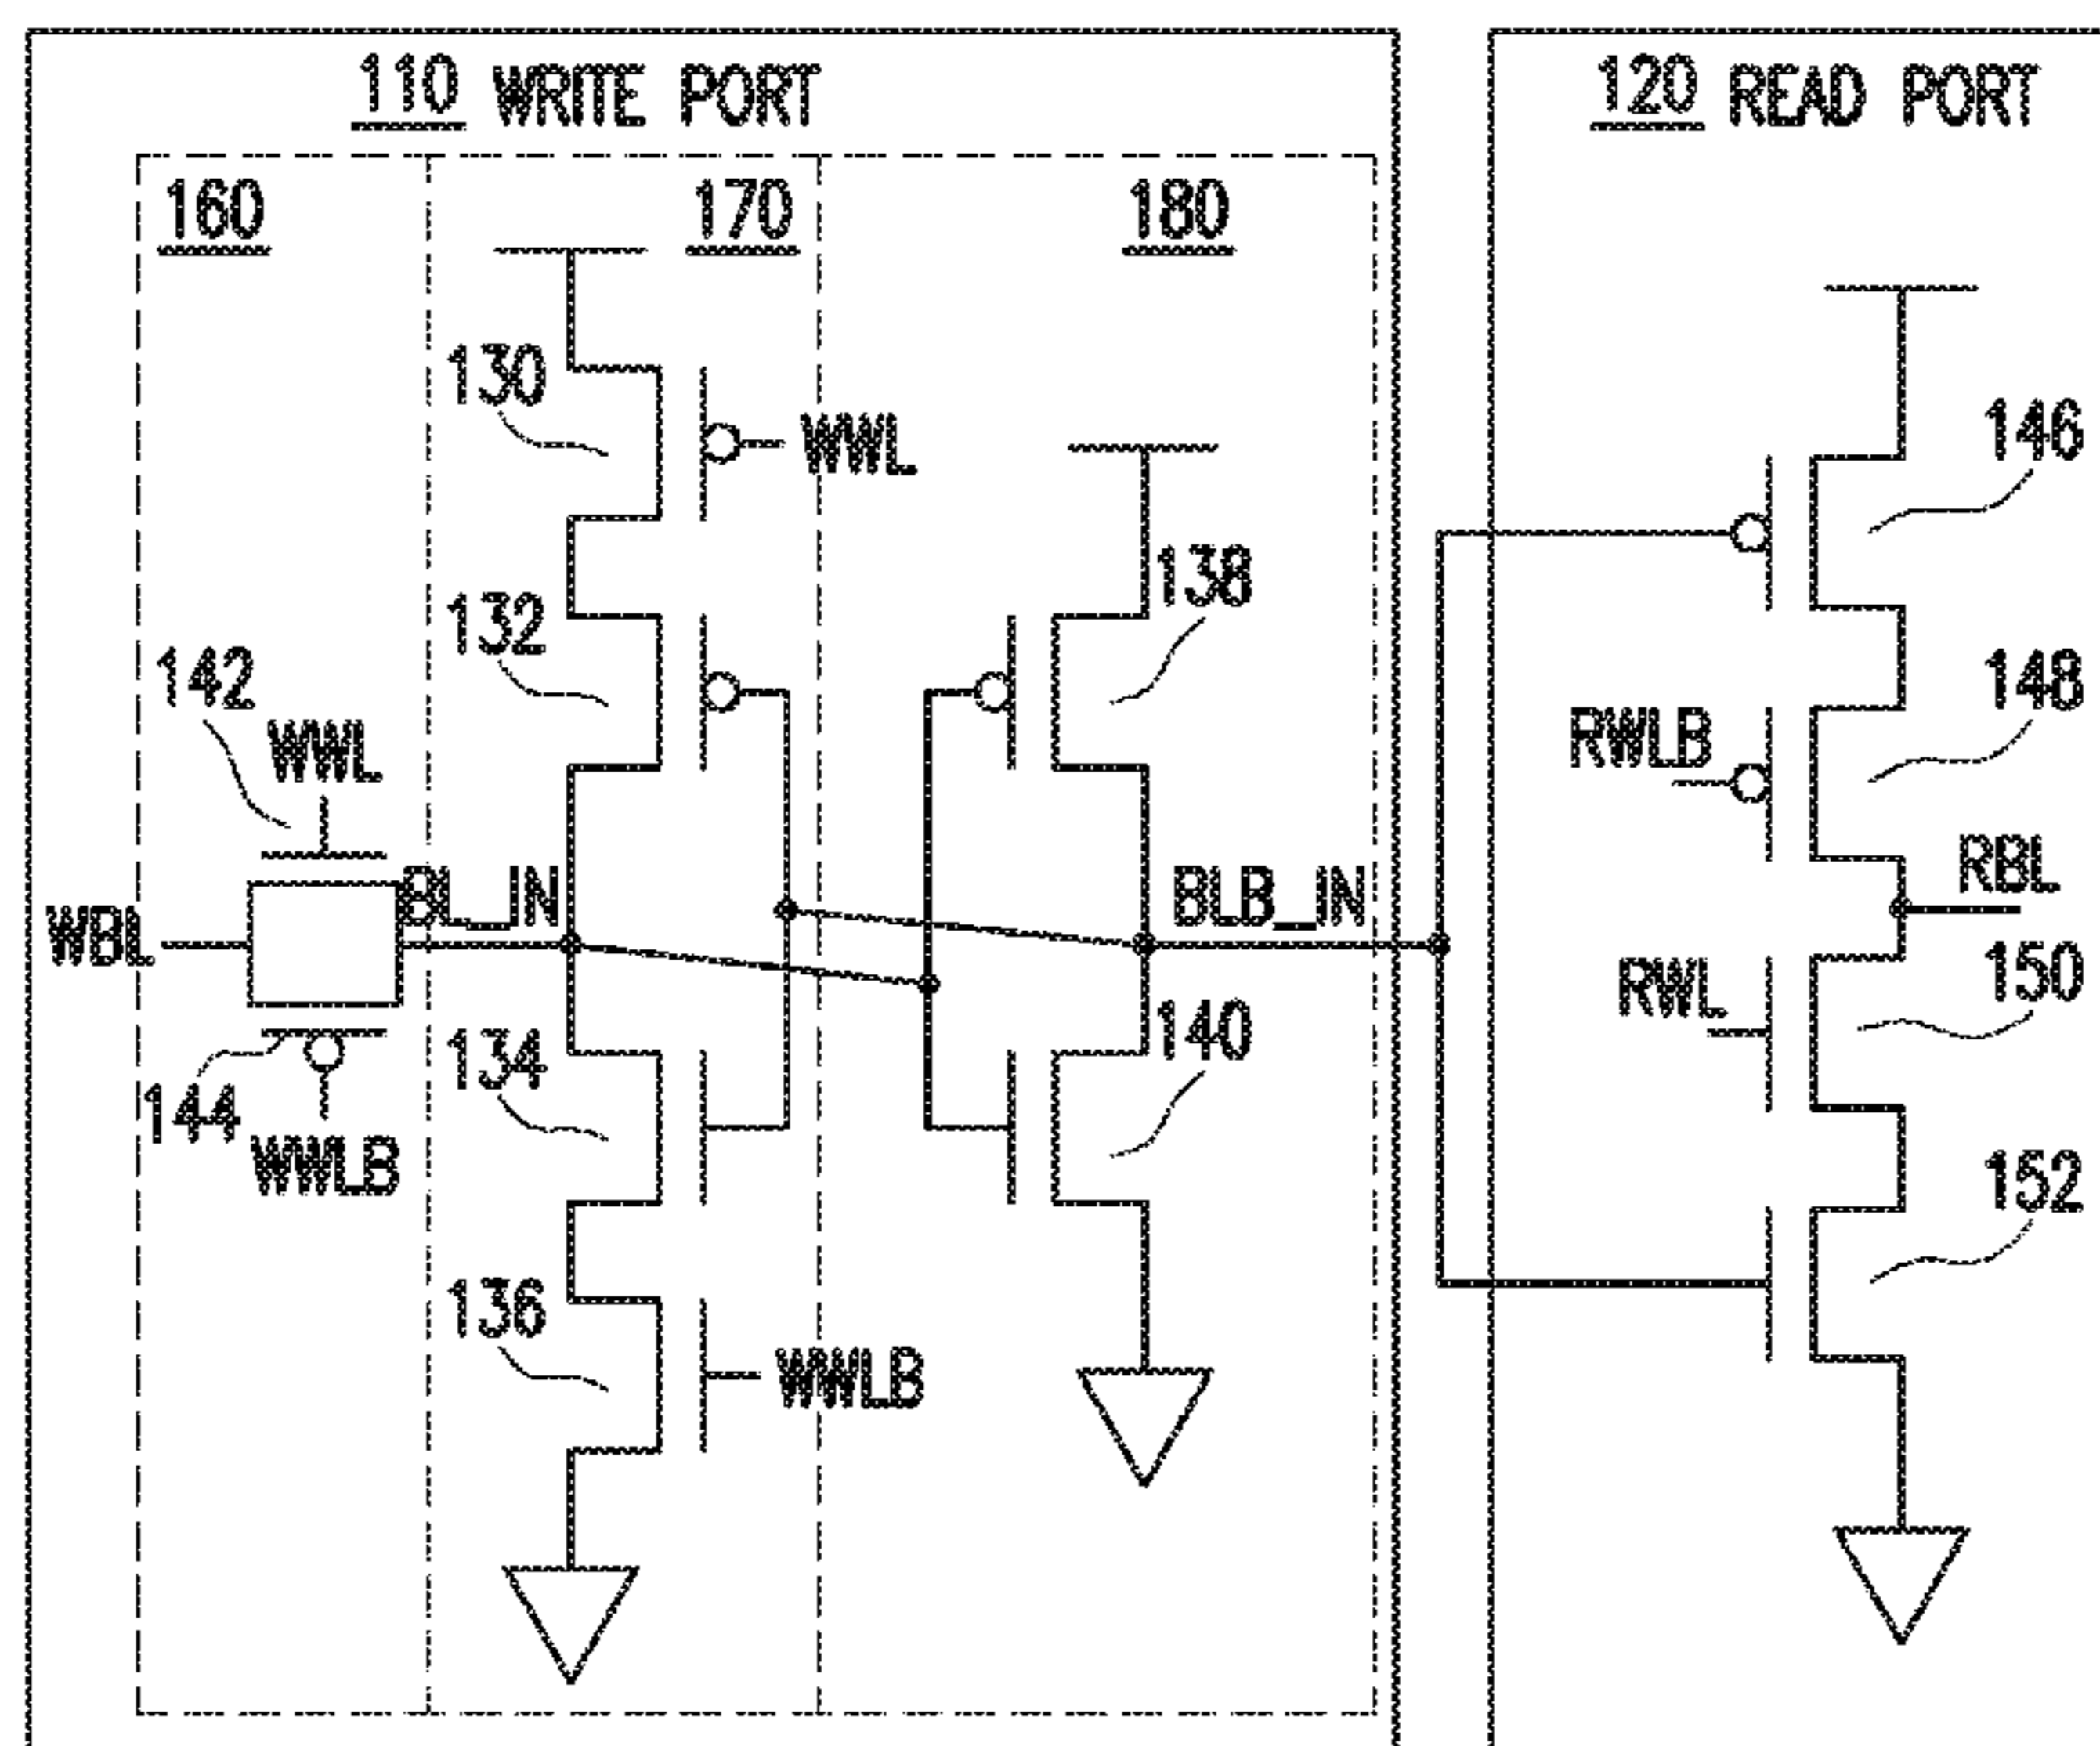 110 WRITE PORT
120 READ PORT
160
170
180
130
WWL
146
132
138
142
WWL
148
RWLB
WBL
BL_IN
BLB_IN
RBL
RWL
150
134
140
144
WWLB
136
WWLB
152